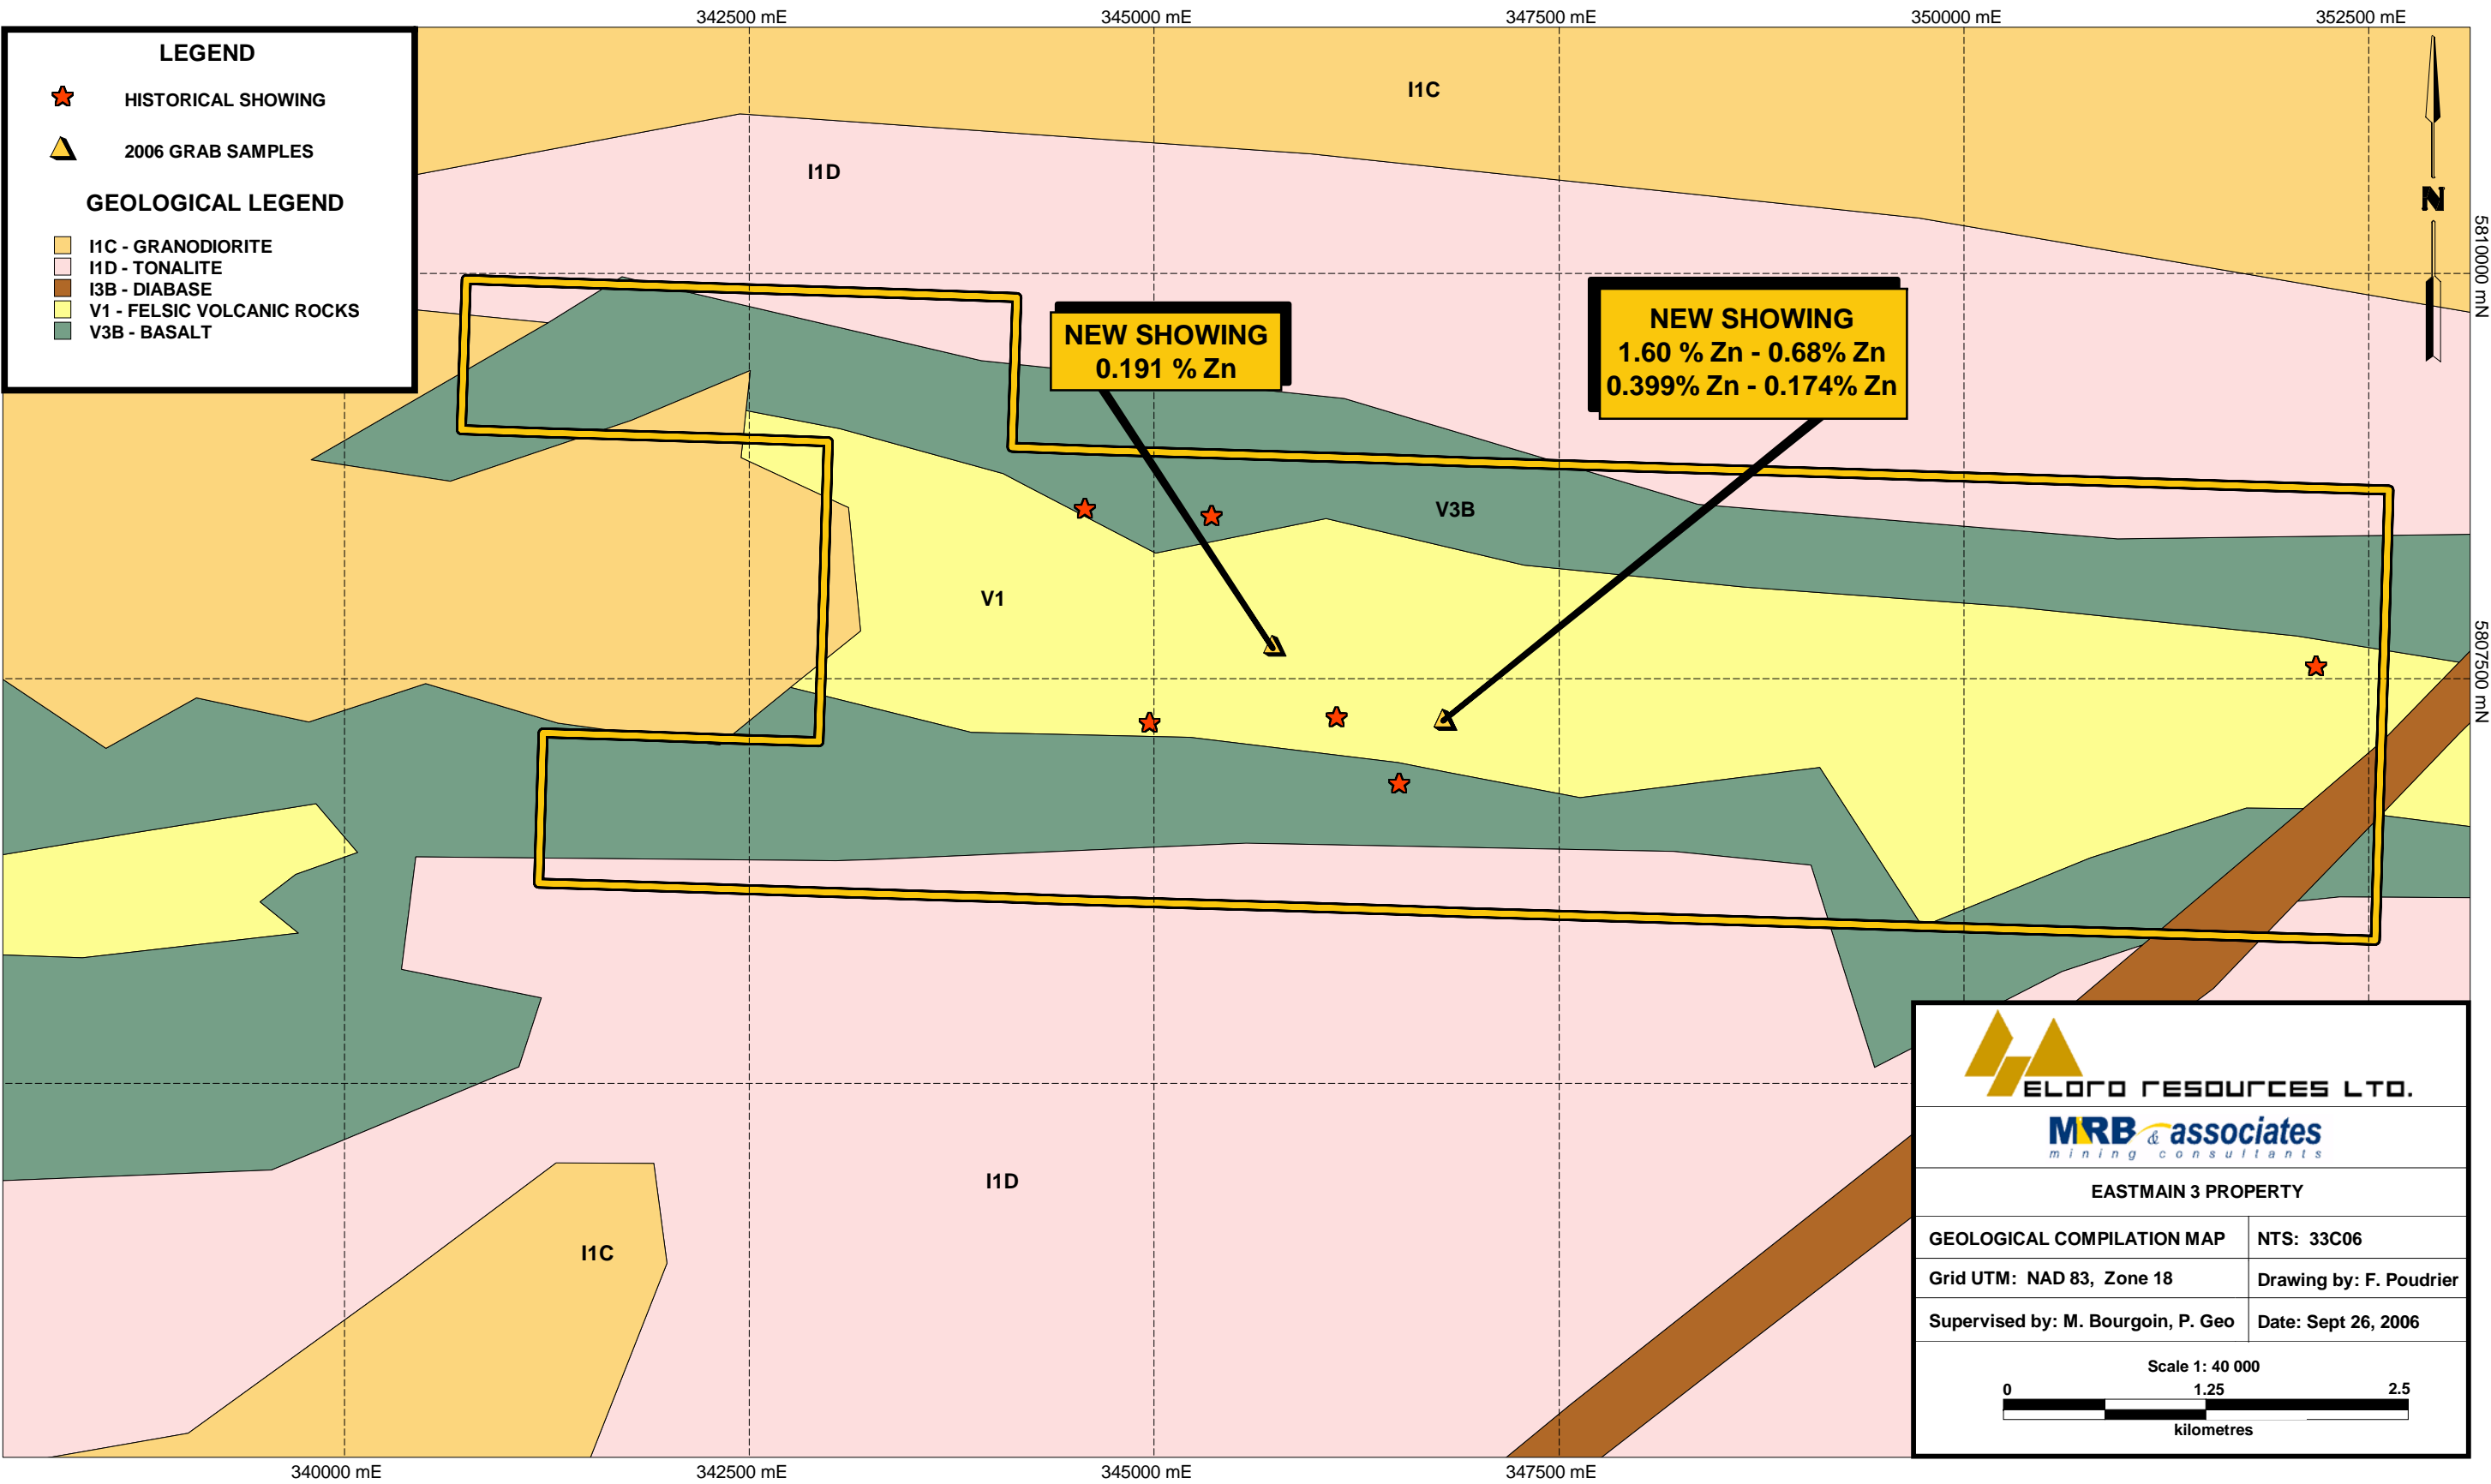 342500 mE
345000 mE
347500 mE
350000 mE
352500 mE
LEGEND
HISTORICAL SHOWING
2006 GRAB SAMPLES
GEOLOGICAL LEGEND
I1C - GRANODIORITE
I1D - TONALITE
I3B - DIABASE
V1 - FELSIC VOLCANIC ROCKS
V3B - BASALT
I1C
I1D
N
5810000 mN
NEW SHOWING
0.191 % Zn
NEW SHOWING
1.60 % Zn - 0.68% Zn
0.399% Zn - 0.174% Zn
V3B
V1
5807500 mN
I1D
I1C
ELORO RESOURCES LTD.
MRB & associates
mining consultants
EASTMAIN 3 PROPERTY
GEOLOGICAL COMPILATION MAP
NTS: 33C06
Grid UTM: NAD 83, Zone 18
Drawing by: F. Poudrier
Supervised by: M. Bourgoin, P. Geo
Date: Sept 26, 2006
Scale 1: 40 000
0 1.25 2.5
kilometres
340000 mE
342500 mE
345000 mE
347500 mE